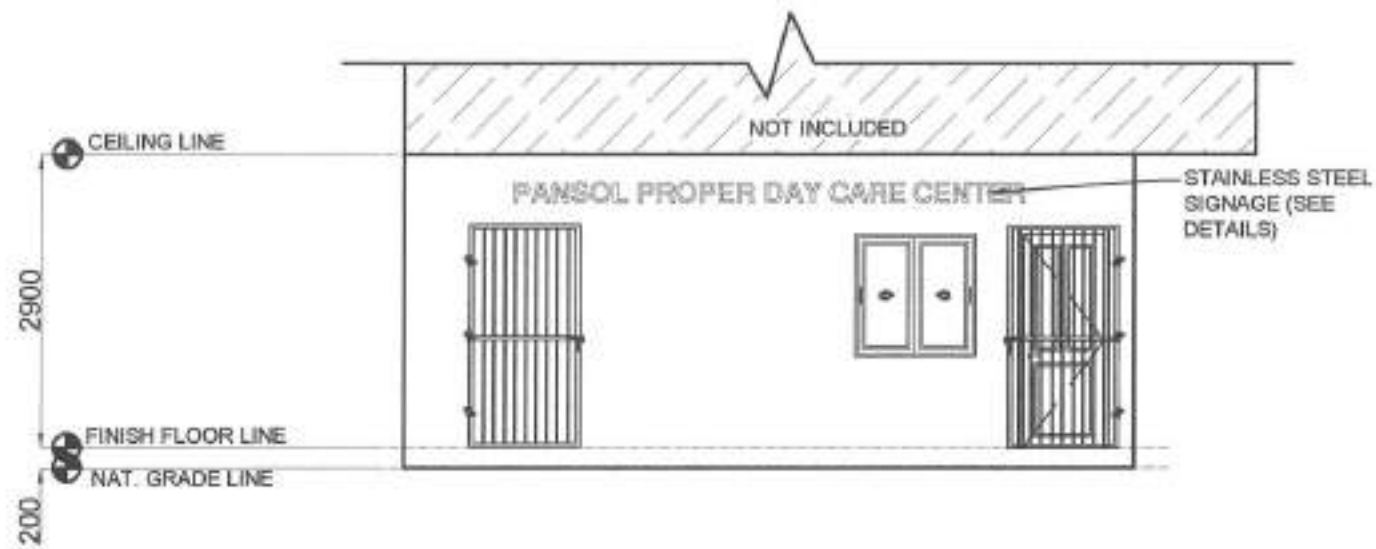 NOT INCLUDED
CEILING LINE
PANSOL PROPER DAY CARE CENTER
STAINLESS STEEL
SIGNAGE (SEE
DETAILS)
2900
FINISH FLOOR LINE
NAT. GRADE LINE
200